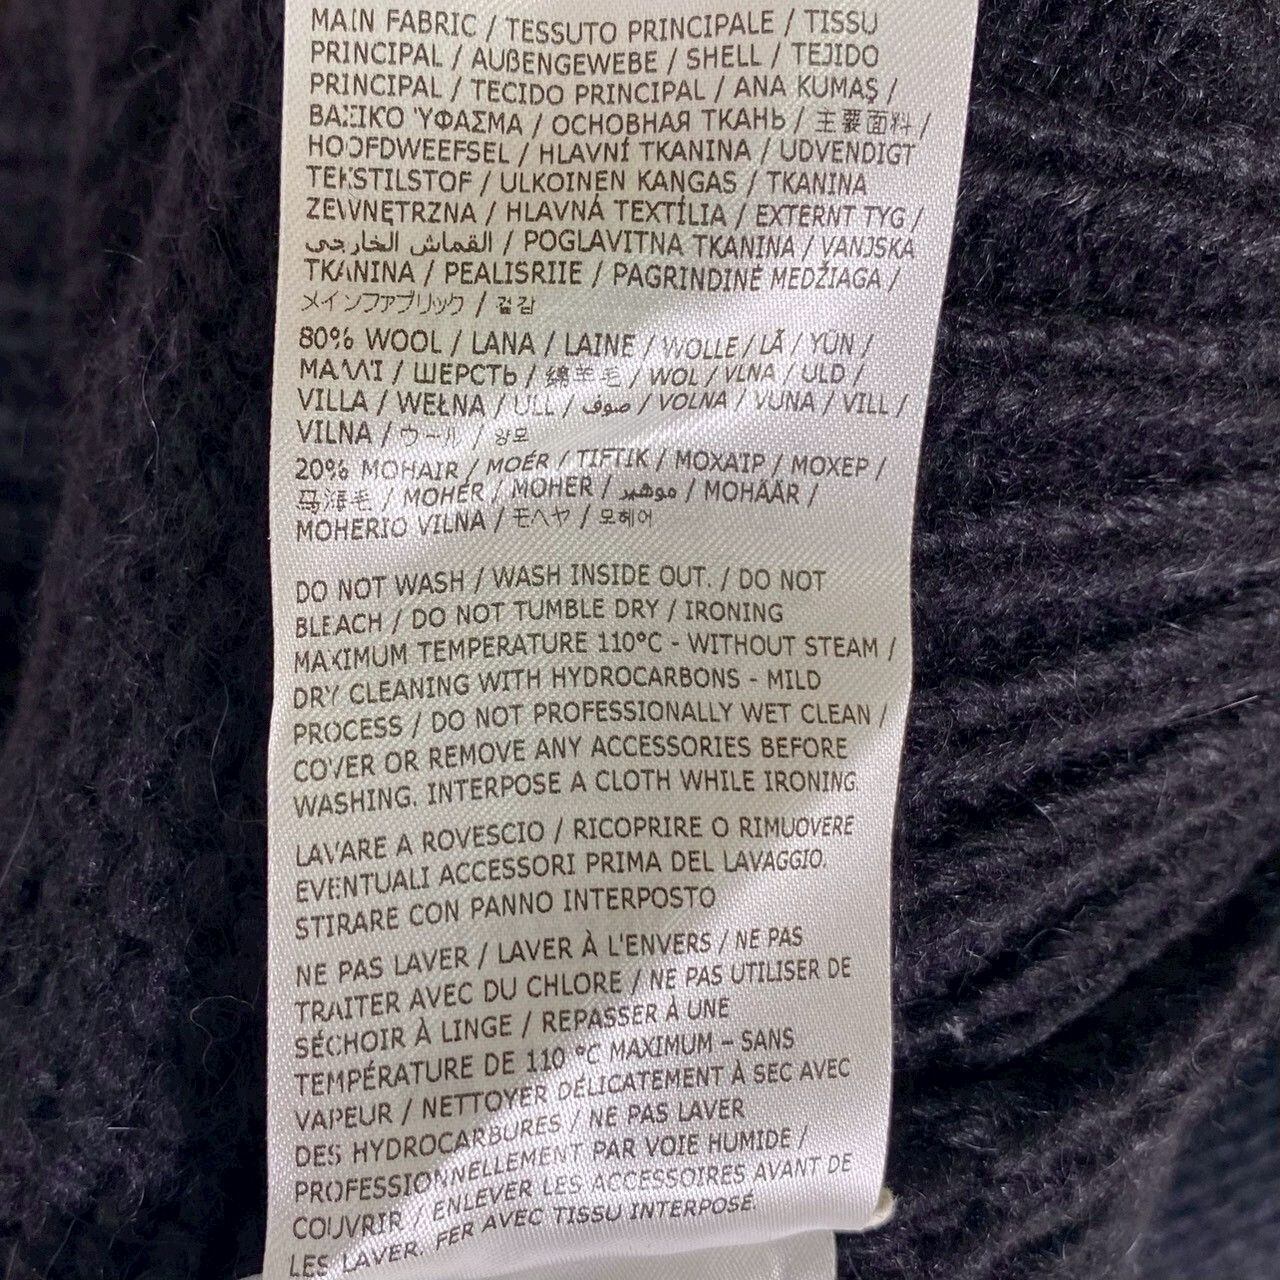 MAIN FABRIC / TESSUTO PRINCIPALE / TISSU
PRINCIPAL / AUßENGEWEBE / SHELL / TEJIDO
PRINCIPAL / TECIDO PRINCIPAL / ANA KUMAŞ /
ΒΑΣΙΚΌ ΎΦΑΣΜΑ / ОСНОВНАЯ ТКАНЬ / 主要面料 /
HOOFDWEEFSEL / HLAVNÍ TKANINA / UDVENDIGT
TEKSTILSTOF / ULKOINEN KANGAS / TKANINA
ZEWNĘTRZNA / HLAVNÁ TEXTÍLIA / EXTERNT TYG /
القماش الخارجي / POGLAVITNA TKANINA / VANJSKA
TKANINA / PEALISRIIE / PAGRINDINĖ MEDŽIAGA /
メインファブリック / 겉감
80% WOOL / LANA / LAINE / WOLLE / LÃ / YÜN /
ΜΑΛΛΊ / ШЕРСТЬ / 绵羊毛 / WOL / VLNA / ULD /
VILLA / WEŁNA / ULL / صوف / VOLNA / VUNA / VILL /
VILNA / ウール / 양모
20% MOHAIR / MOÉR / TIFTIK / ΜΟΧΑΊΡ / МОХЕР /
马海毛 / MOHÉR / MOHER / موهير / MOHÄÄR /
MOHERIO VILNA / モヘヤ / 모헤어
DO NOT WASH / WASH INSIDE OUT. / DO NOT
BLEACH / DO NOT TUMBLE DRY / IRONING
MAXIMUM TEMPERATURE 110°C - WITHOUT STEAM /
DRY CLEANING WITH HYDROCARBONS - MILD
PROCESS / DO NOT PROFESSIONALLY WET CLEAN /
COVER OR REMOVE ANY ACCESSORIES BEFORE
WASHING. INTERPOSE A CLOTH WHILE IRONING.
LAVARE A ROVESCIO / RICOPRIRE O RIMUOVERE
EVENTUALI ACCESSORI PRIMA DEL LAVAGGIO.
STIRARE CON PANNO INTERPOSTO
NE PAS LAVER / LAVER À L'ENVERS / NE PAS
TRAITER AVEC DU CHLORE / NE PAS UTILISER DE
SÉCHOIR À LINGE / REPASSER À UNE
TEMPÉRATURE DE 110 °C MAXIMUM – SANS
VAPEUR / NETTOYER DÉLICATEMENT À SEC AVEC
DES HYDROCARBURES / NE PAS LAVER
PROFESSIONNELLEMENT PAR VOIE HUMIDE /
COUVRIR / ENLEVER LES ACCESSOIRES AVANT DE
LES LAVER. FER AVEC TISSU INTERPOSÉ.